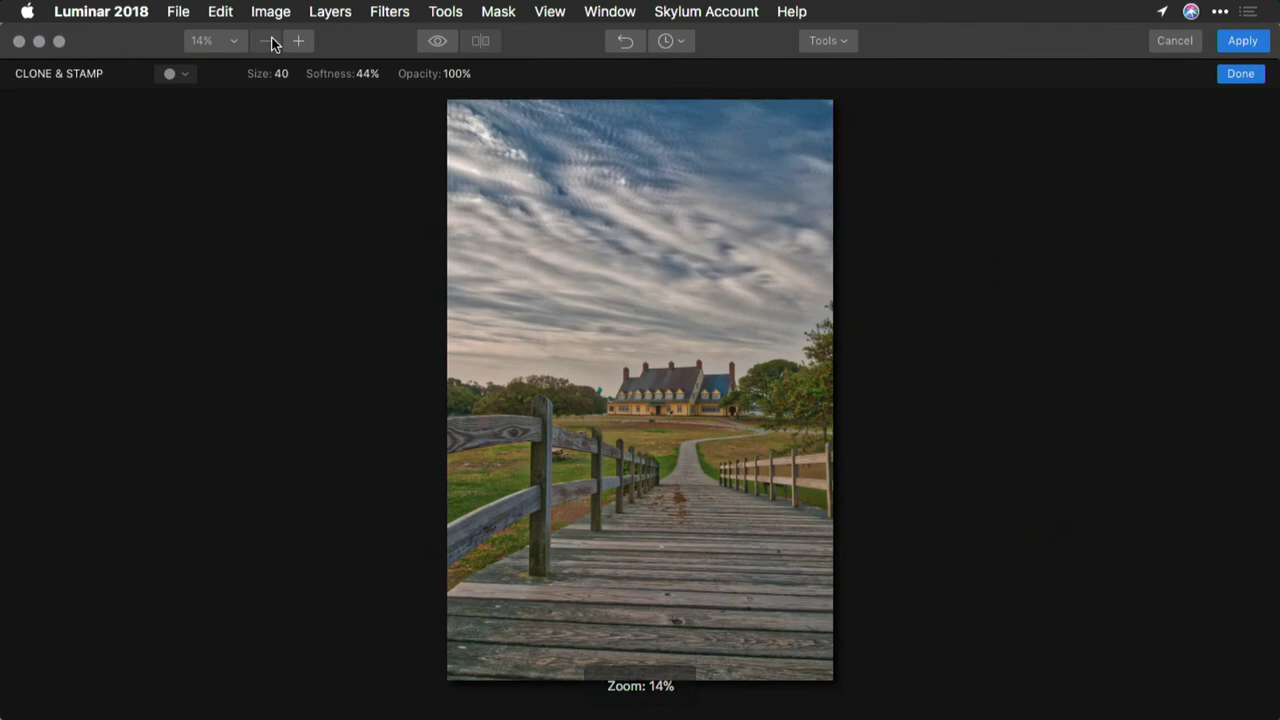 Luminar 2018 File Edit Image Layers Filters Tools Mask View Window Skylum Account Help
14% Tools Cancel Apply
CLONE & STAMP Size: 40 Softness: 44% Opacity: 100% Done
Zoom: 14%